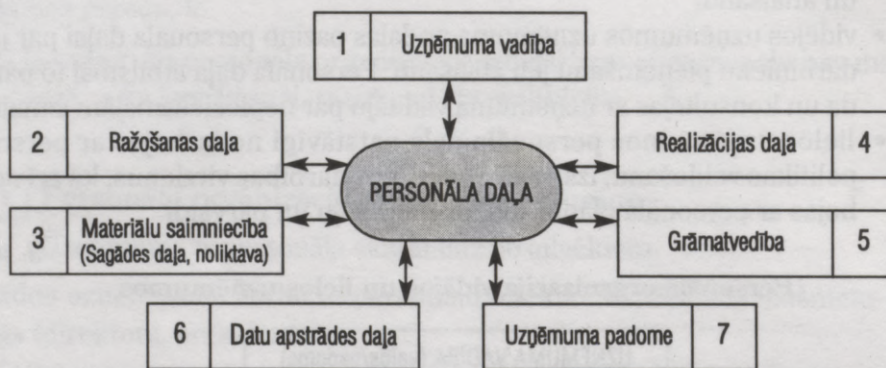 1 Uzņēmuma vadība
2 Ražošanas daļa
Realizācijas daļa 4
PERSONĀLA DAĻA
3 Materiālu saimniecība
(Sagādes daļa, noliktava)
Grāmatvedība 5
6 Datu apstrādes daļa
Uzņēmuma padome 7